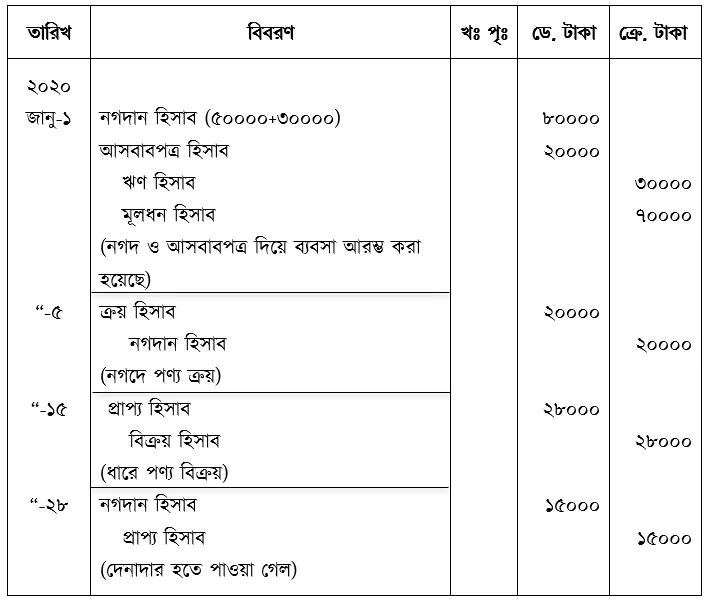 তারিখ বিবরণ খঃ পৃঃ ডে. টাকা ক্রে. টাকা
২০২০
জানু-১ নগদান হিসাব (৫০০০০+৩০০০০) ৮০০০০
আসবাবপত্র হিসাব ২০০০০
ঋণ হিসাব ৩০০০০
মূলধন হিসাব ৭০০০০
(নগদ ও আসবাবপত্র দিয়ে ব্যবসা আরম্ভ করা
হয়েছে)
“-৫ ক্রয় হিসাব ২০০০০
নগদান হিসাব ২০০০০
(নগদে পণ্য ক্রয়)
“-১৫ প্রাপ্য হিসাব ২৮০০০
বিক্রয় হিসাব ২৮০০০
(ধারে পণ্য বিক্রয়)
“-২৮ নগদান হিসাব ১৫০০০
প্রাপ্য হিসাব ১৫০০০
(দেনাদার হতে পাওয়া গেল)